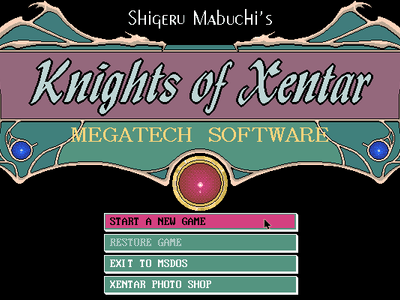 Shigeru Mabuchi's
Knights of Xentar
MEGATECH SOFTWARE
START A NEW GAME
RESTORE GAME
EXIT TO MSDOS
XENTAR PHOTO SHOP